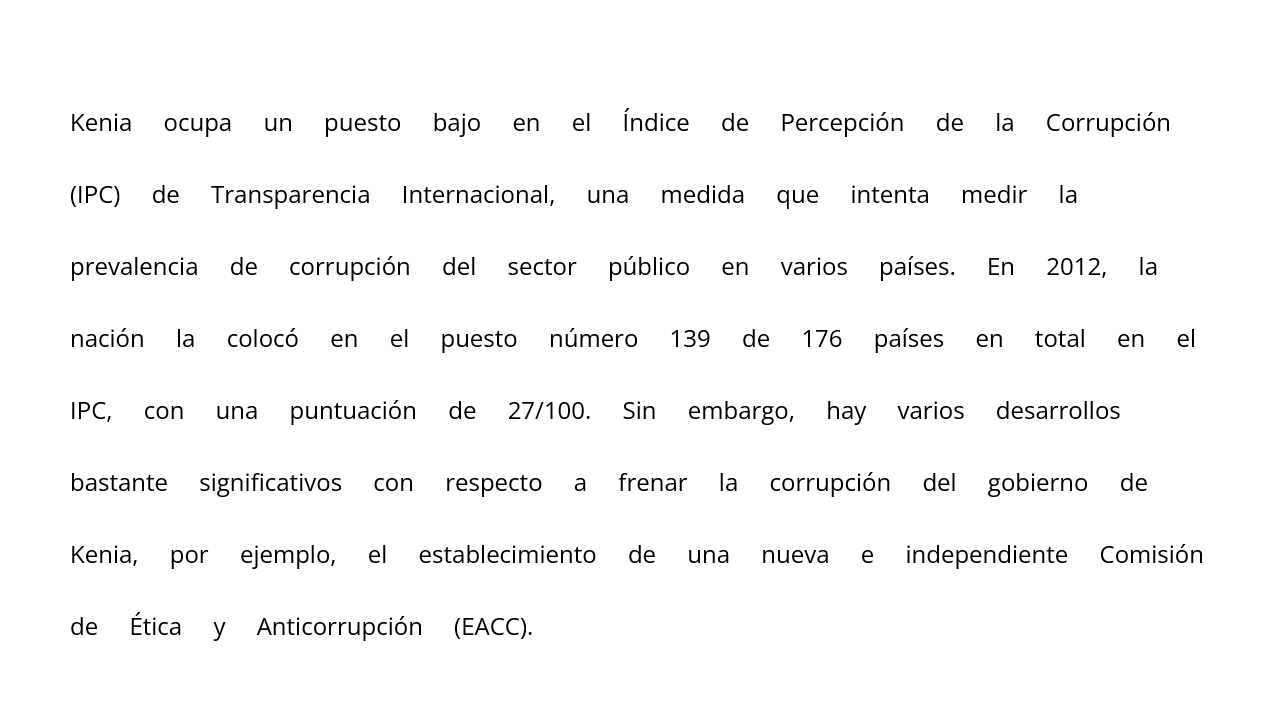 Kenia ocupa un puesto bajo en el Índice de Percepción de la Corrupción
(IPC) de Transparencia Internacional, una medida que intenta medir la
prevalencia de corrupción del sector público en varios países. En 2012, la
nación la colocó en el puesto número 139 de 176 países en total en el
IPC, con una puntuación de 27/100. Sin embargo, hay varios desarrollos
bastante significativos con respecto a frenar la corrupción del gobierno de
Kenia, por ejemplo, el establecimiento de una nueva e independiente Comisión
de Ética y Anticorrupción (EACC).